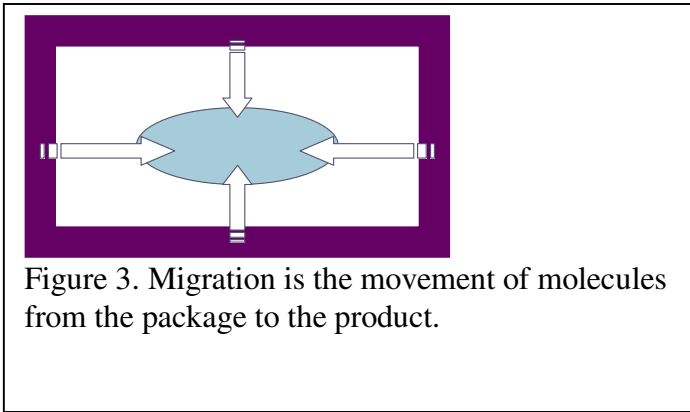 Figure 3. Migration is the movement of molecules
from the package to the product.